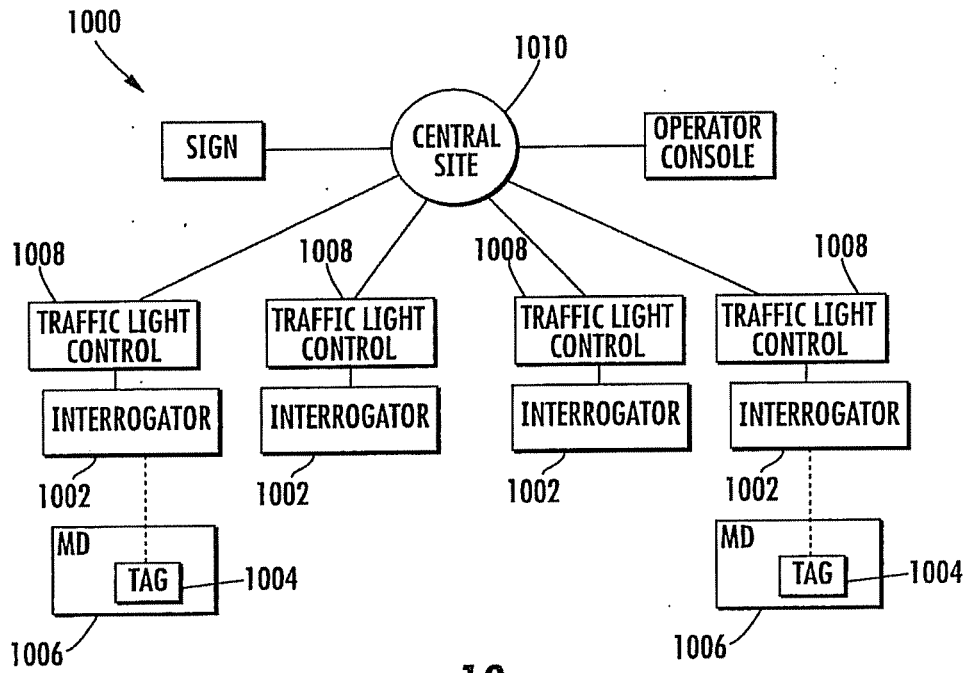 1000
1010
SIGN
CENTRAL
SITE
OPERATOR
CONSOLE
1008
1008
1008
1008
TRAFFIC LIGHT
CONTROL
TRAFFIC LIGHT
CONTROL
TRAFFIC LIGHT
CONTROL
TRAFFIC LIGHT
CONTROL
INTERROGATOR
INTERROGATOR
INTERROGATOR
INTERROGATOR
1002
1002
1002
1002
MD
TAG
1004
1006
MD
TAG
1004
1006